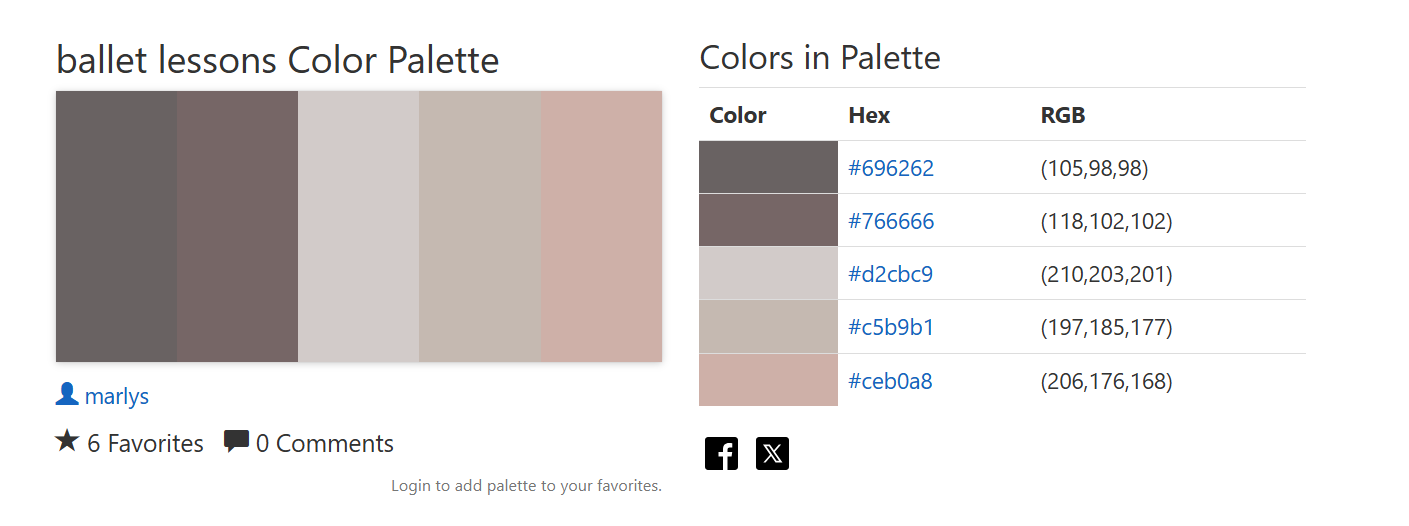 ballet lessons Color Palette
marlys
6 Favorites 0 Comments
Login to add palette to your favorites.
Colors in Palette
Color Hex RGB
#696262 (105,98,98)
#766666 (118,102,102)
#d2cbc9 (210,203,201)
#c5b9b1 (197,185,177)
#ceb0a8 (206,176,168)